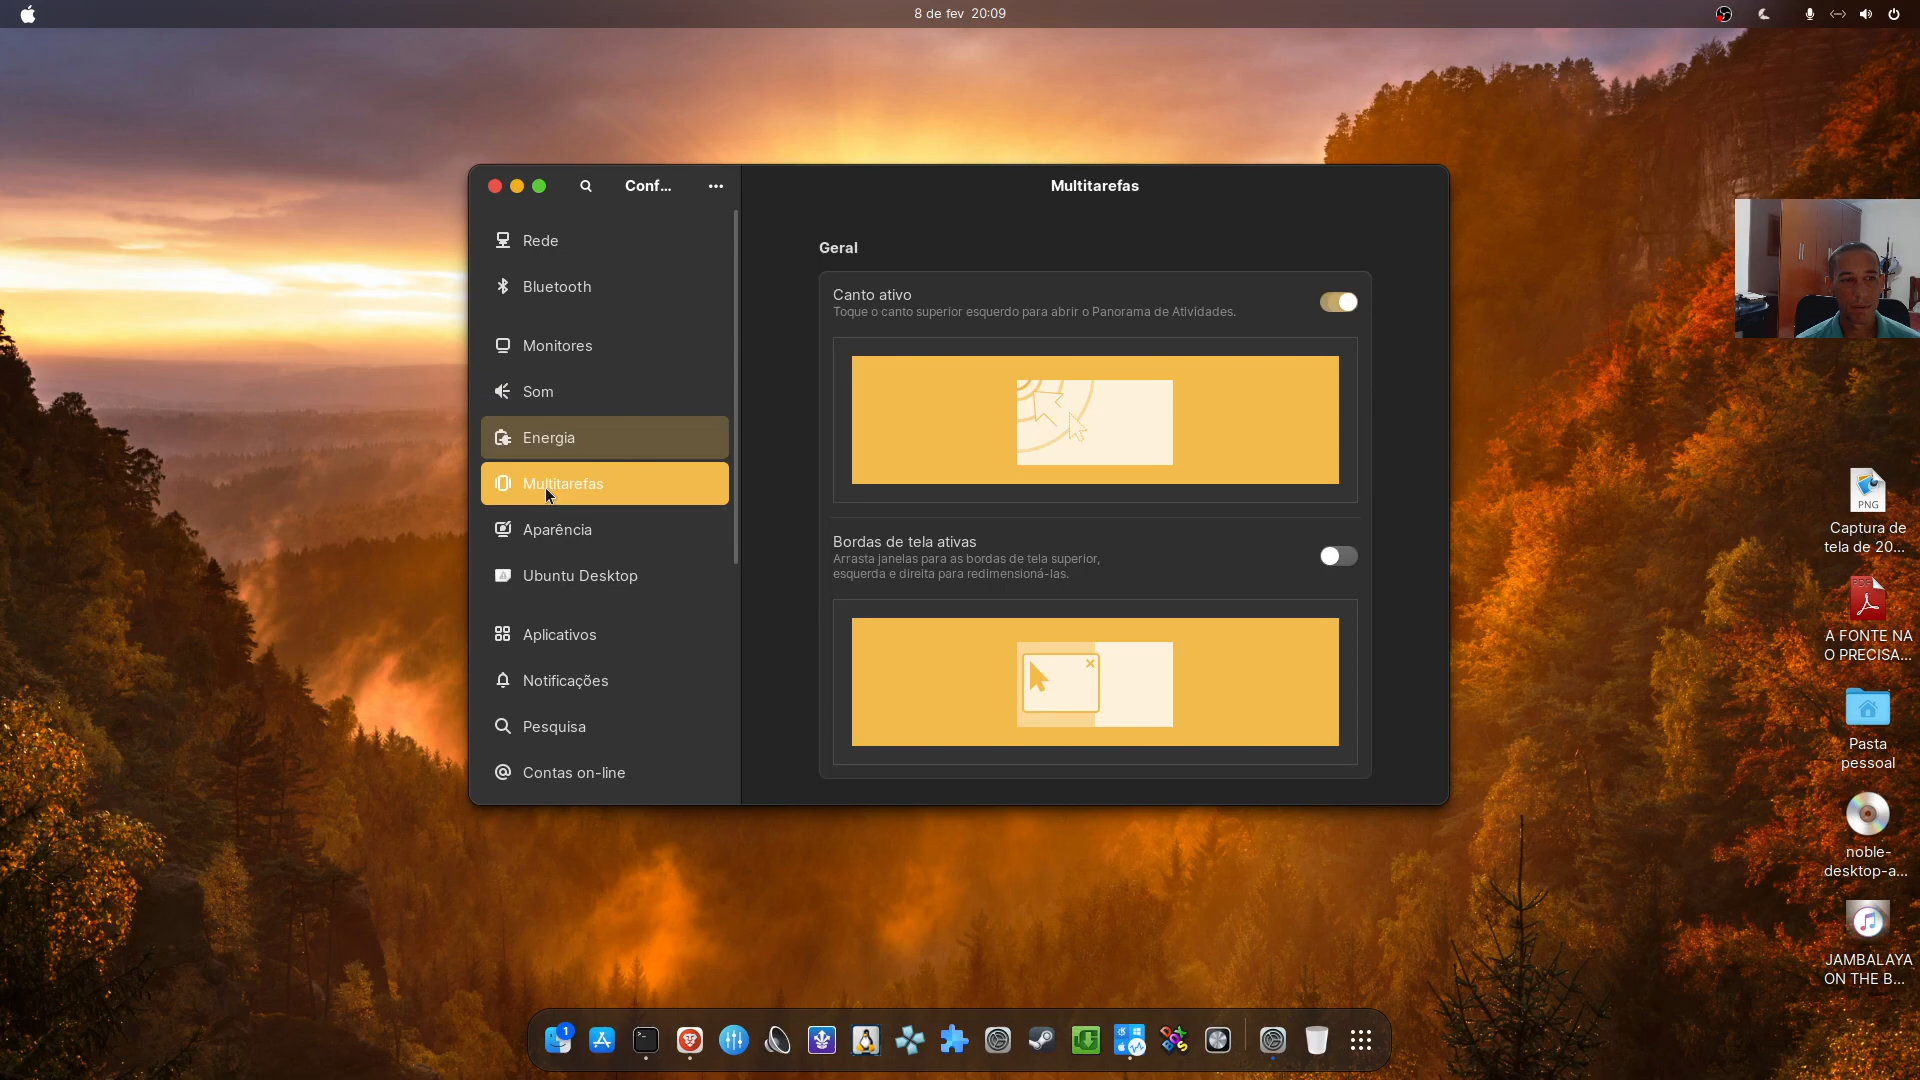 8 de fev 20:09
Conf...
Multitarefas
Rede
Bluetooth
Monitores
Som
Energia
Multitarefas
Aparência
Ubuntu Desktop
Aplicativos
Notificações
Pesquisa
Contas on-line
Geral
Canto ativo
Toque o canto superior esquerdo para abrir o Panorama de Atividades.
Bordas de tela ativas
Arrasta janelas para as bordas de tela superior,
esquerda e direita para redimensioná-las.
PNG
Captura de
tela de 20...
A FONTE NA
O PRECISA...
Pasta
pessoal
noble-
desktop-a...
JAMBALAYA
ON THE B...
1